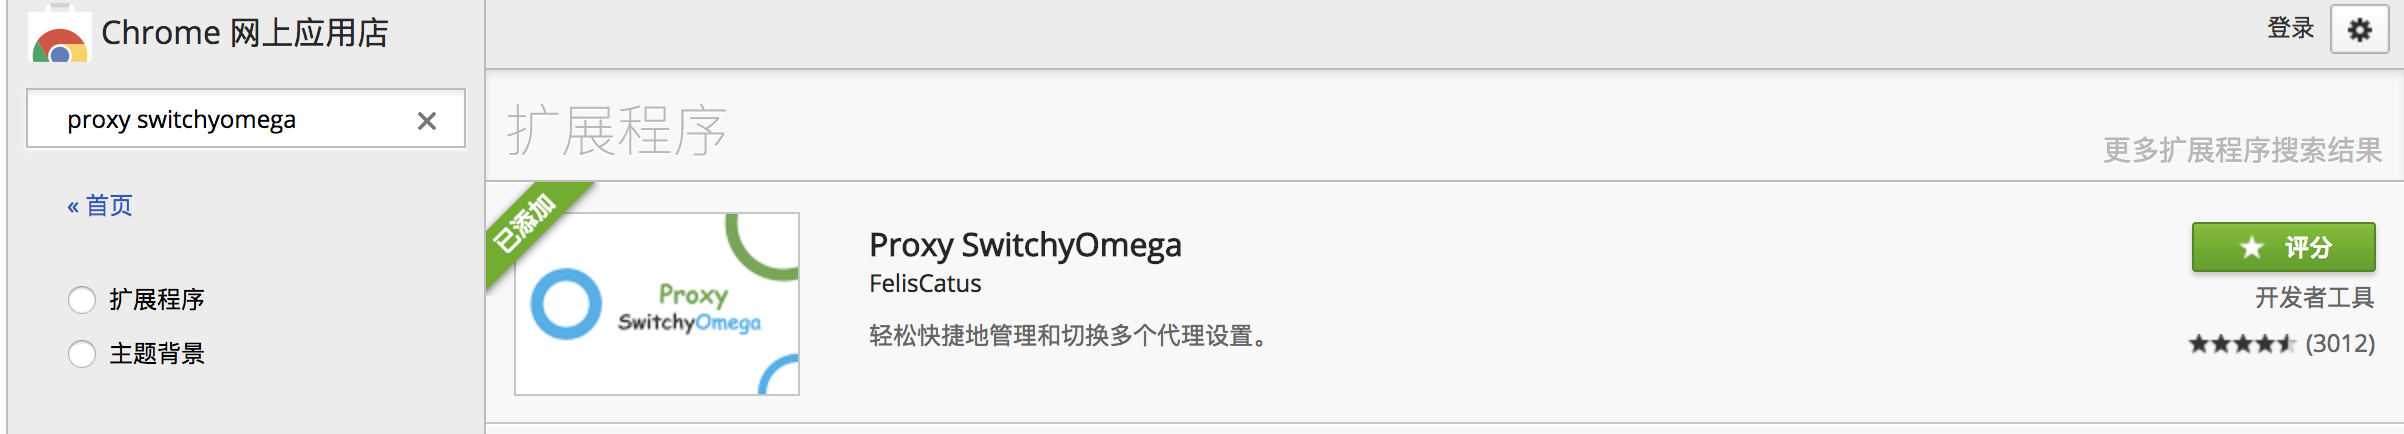 Chrome 网上应用店
登录
proxy switchyomega
« 首页
扩展程序
主题背景
扩展程序
更多扩展程序搜索结果
已添加
Proxy
SwitchyOmega
Proxy SwitchyOmega
FelisCatus
轻松快捷地管理和切换多个代理设置。
评分
开发者工具
(3012)